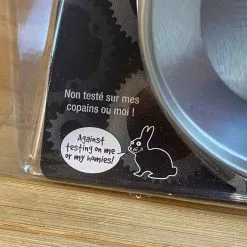 Non testé sur mes
copains ou moi !
Against
testing on me
or my homies!